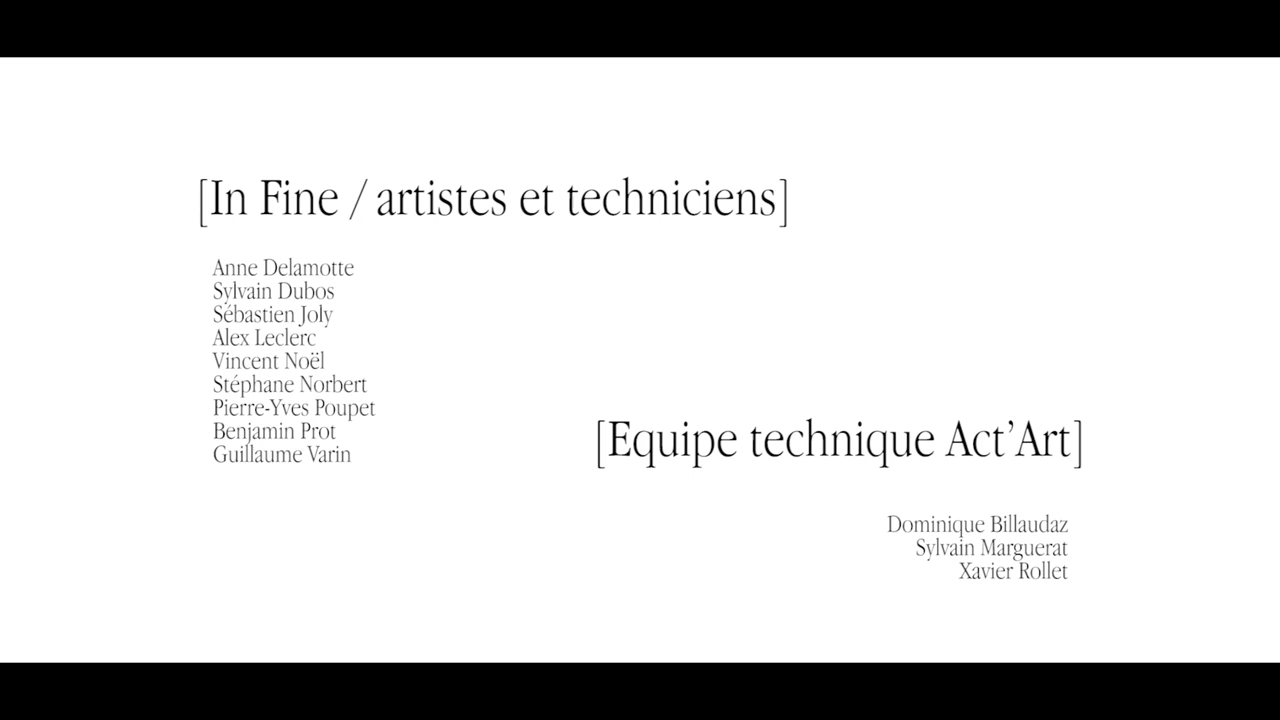 [In Fine / artistes et techniciens]
Anne Delamotte
Sylvain Dubos
Sébastien Joly
Alex Leclerc
Vincent Noël
Stéphane Norbert
Pierre-Yves Poupet
Benjamin Prot
Guillaume Varin
[Equipe technique Act’Art]
Dominique Billaudaz
Sylvain Marguerat
Xavier Rollet